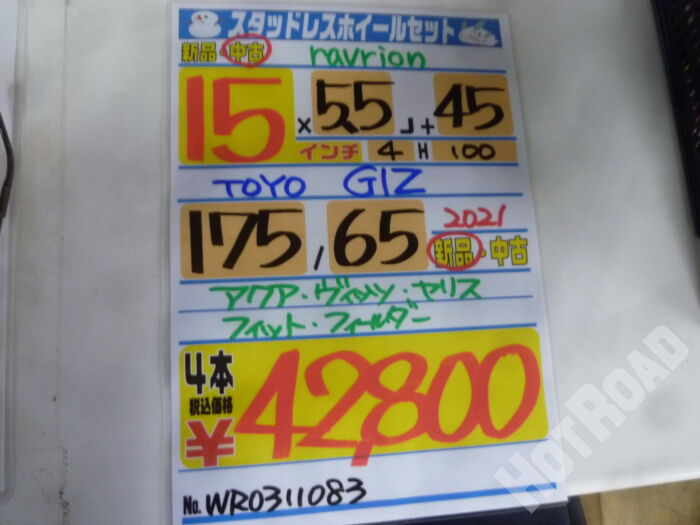 スタッドレスホイールセット
新品・中古 ravrion
15 × 5.5 J + 45
インチ 4 H 100
TOYO GIZ
175 / 65 2021
新品・中古
アクア・ヴィッツ・ヤリス
フィット・フィールダー
4本
税込価格
¥42,800
No. WR0311083
HOTROAD